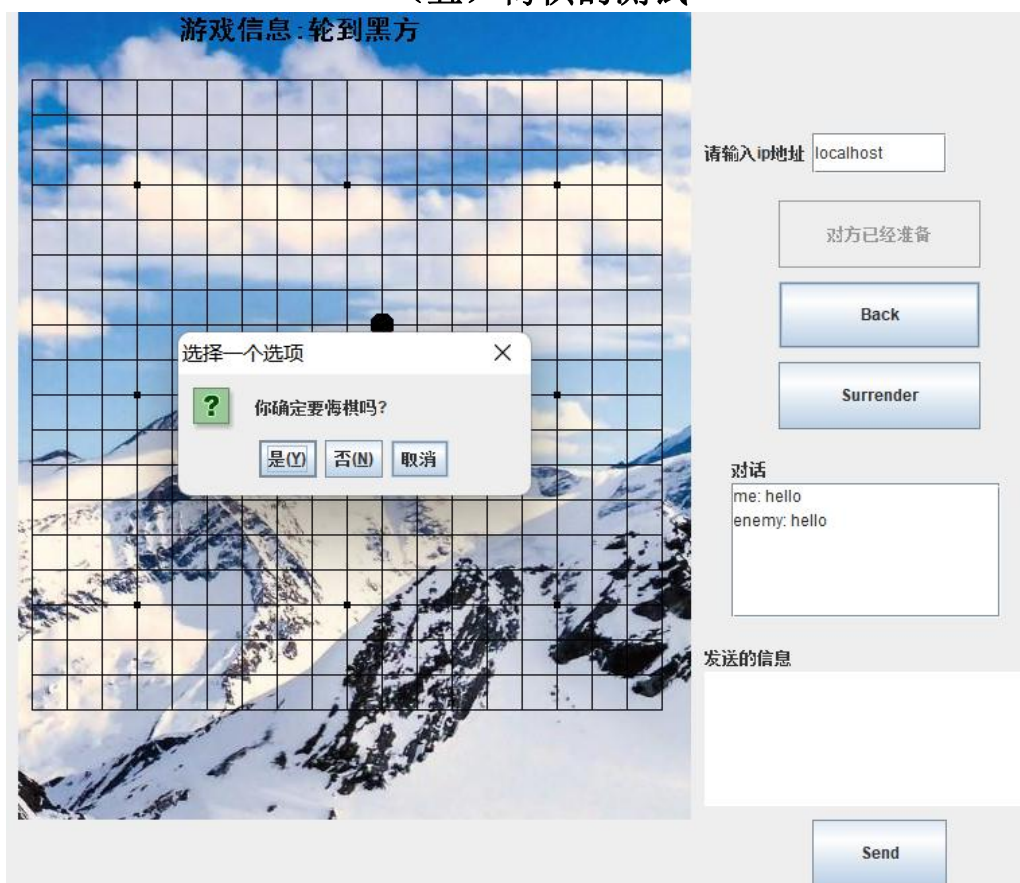 游戏信息:轮到黑方
请输入ip地址 localhost
对方已经准备
Back
选择一个选项
你确定要悔棋吗?
是(Y) 否(N) 取消
Surrender
对话
me: hello
enemy: hello
发送的信息
Send